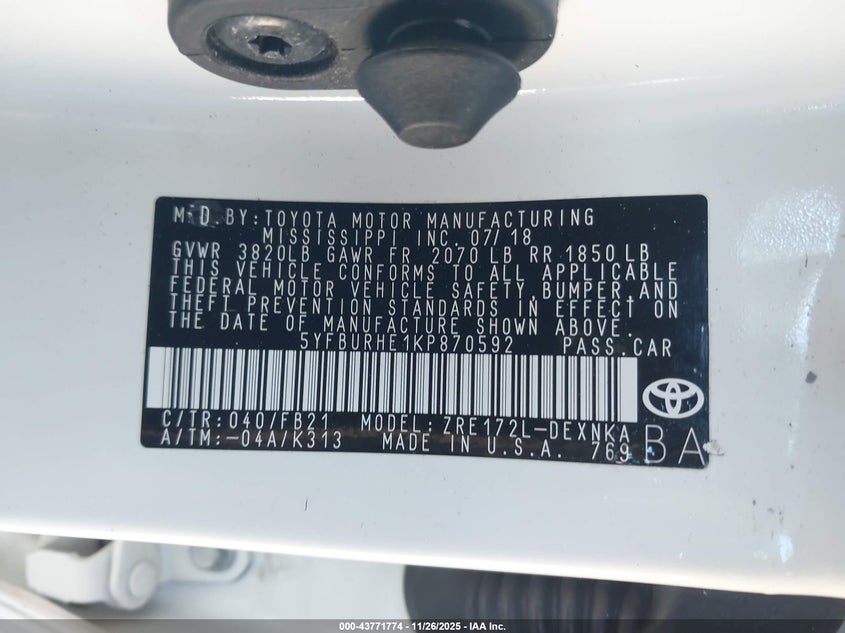 M.D.BY:TOYOTA MOTOR MANUFACTURING
MISSISSIPPI INC. 07/18
GVWR 3820LB GAWR FR 2070 LB RR 1850 LB
THIS VEHICLE CONFORMS TO ALL APPLICABLE
FEDERAL MOTOR VEHICLE SAFETY,BUMPER,AND
THEFT PREVENTION STANDARDS IN EFFECT ON
THE DATE OF MANUFACTURE SHOWN ABOVE.
5YFBURHE1KP870592 PASS.CAR
C/TR:040/FB21 MODEL:ZRE172L-DEXNKA
A/TM:-04A/K313 MADE IN U.S.A. 769
BA
000-43771774 - 11/26/2025 - IAA Inc.